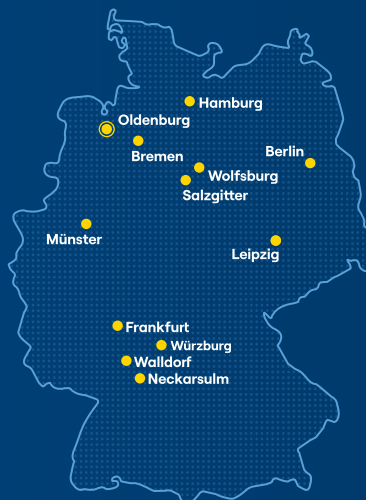 Hamburg
Oldenburg
Bremen
Berlin
Wolfsburg
Salzgitter
Münster
Leipzig
Frankfurt
Würzburg
Walldorf
Neckarsulm